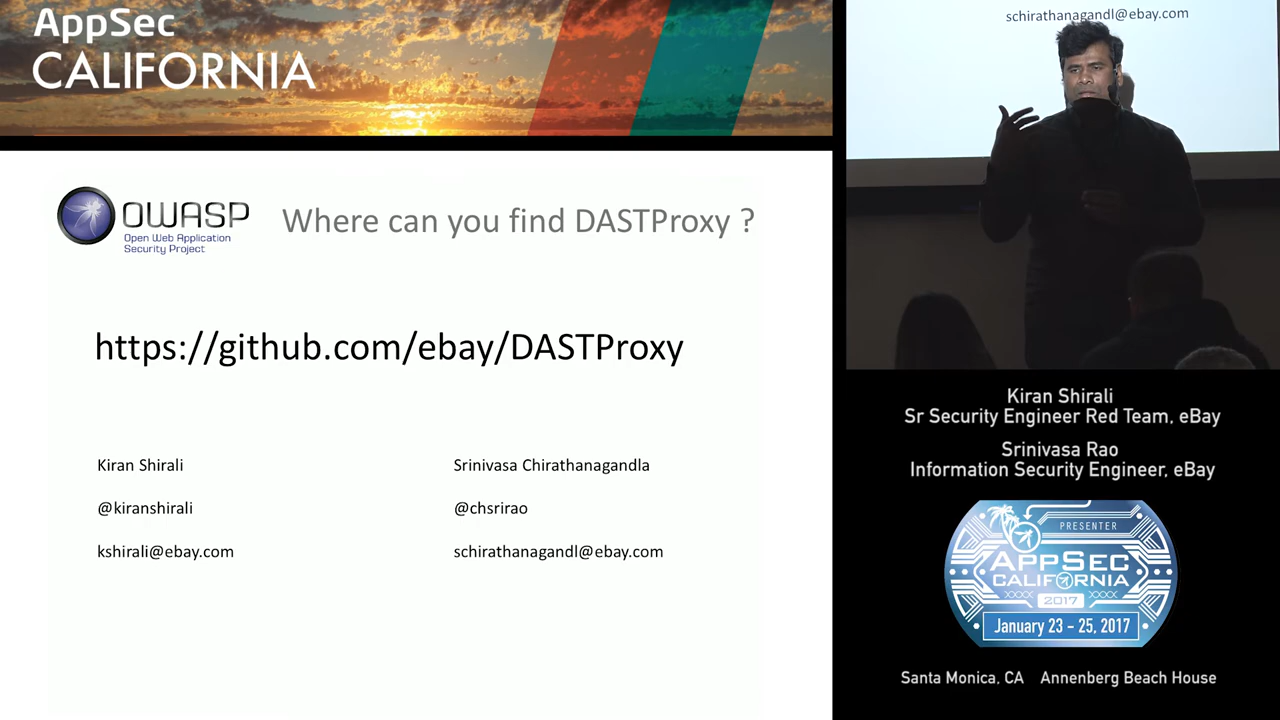 AppSec
CALIFORNIA
OWASP
Open Web Application
Security Project
Where can you find DASTProxy ?
https://github.com/ebay/DASTProxy
Kiran Shirali
Srinivasa Chirathanagandla
@kiranshirali
@chsrirao
kshirali@ebay.com
schirathanagandl@ebay.com
schirathanagandl@ebay.com
Kiran Shirali
Sr Security Engineer Red Team, eBay
Srinivasa Rao
Information Security Engineer, eBay
PRESENTER
APPSEC
CALIFORNIA
2017
January 23 - 25, 2017
Santa Monica, CA Annenberg Beach House